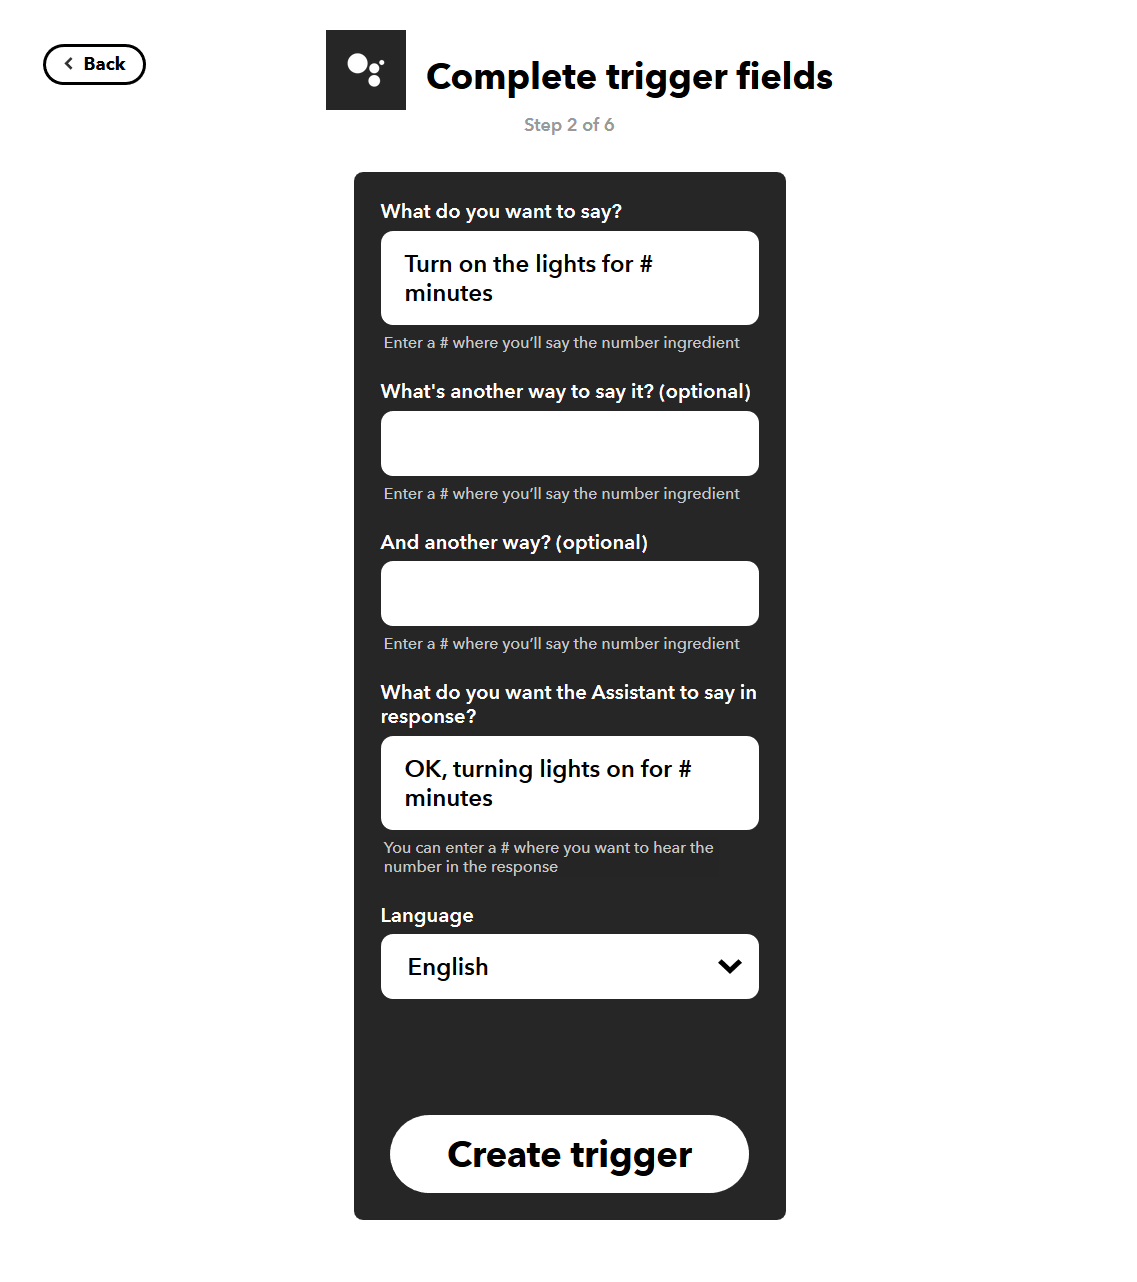 Back
Complete trigger fields
Step 2 of 6
What do you want to say?
Turn on the lights for #
minutes
Enter a # where you’ll say the number ingredient
What's another way to say it? (optional)
Enter a # where you’ll say the number ingredient
And another way? (optional)
Enter a # where you’ll say the number ingredient
What do you want the Assistant to say in
response?
OK, turning lights on for #
minutes
You can enter a # where you want to hear the
number in the response
Language
English
Create trigger